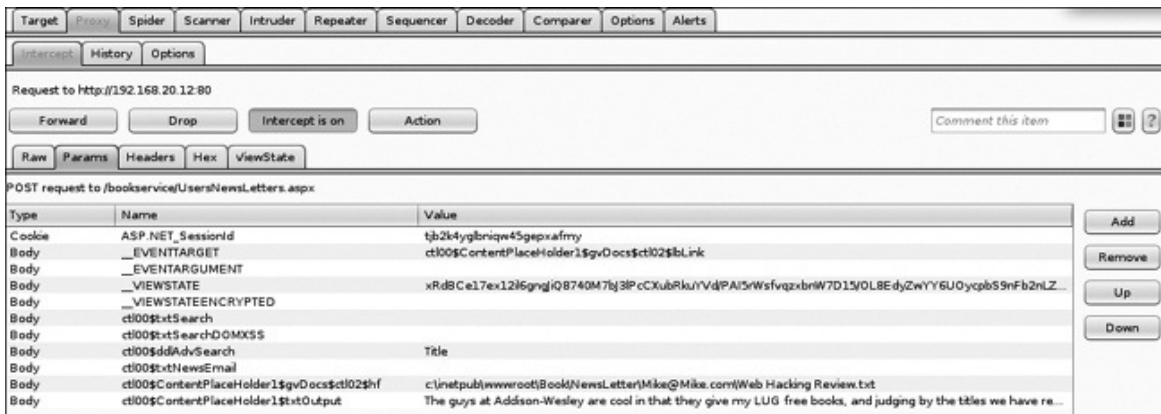 Target Proxy Spider Scanner Intruder Repeater Sequencer Decoder Comparer Options Alerts
Intercept History Options
Request to http://192.168.20.12:80
Forward Drop Intercept is on Action Comment this item ?
Raw Params Headers Hex ViewState
POST request to /bookservice/UsersNewsLetters.aspx
Type Name Value
Cookie ASP.NET_SessionId tjb2k4yglbniqw45gepxafmy
Add
Body __EVENTTARGET ctl00$ContentPlaceHolder1$gvDocs$ctl02$lbLink
Body __EVENTARGUMENT
Remove
Body __VIEWSTATE
Body __VIEWSTATEENCRYPTED
Up
Body ctl00$txtSearch
Body ctl00$txtSearchDOMXSS
Down
Body ctl00$ddlAdvSearch Title
Body ctl00$txtNewsEmail
Body ctl00$ContentPlaceHolder1$gvDocs$ctl02$hf c:\inetpub\wwwroot\Book\NewsLetter\Mike@Mike.com\Web Hacking Review.txt
Body ctl00$ContentPlaceHolder1$txtOutput The guys at Addison-Wesley are cool in that they give my LUG free books, and judging by the titles we have re...